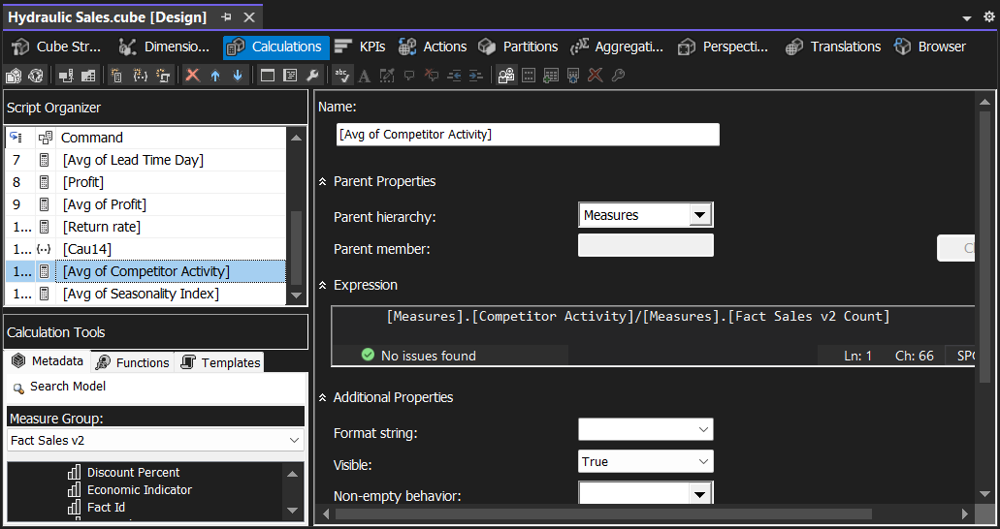 Hydraulic Sales.cube [Design]
Cube Str... Dimensio... Calculations KPIs Actions Partitions Aggregati... Perspecti... Translations Browser
Script Organizer
Command
7 [Avg of Lead Time Day]
8 [Profit]
9 [Avg of Profit]
1... [Return rate]
1... [Cau14]
1... [Avg of Competitor Activity]
1... [Avg of Seasonality Index]
Calculation Tools
Metadata Functions Templates
Search Model
Measure Group:
Fact Sales v2
Discount Percent
Economic Indicator
Fact Id
Name:
[Avg of Competitor Activity]
Parent Properties
Parent hierarchy: Measures
Parent member:
Expression
[Measures].[Competitor Activity]/[Measures].[Fact Sales v2 Count]
No issues found Ln: 1 Ch: 66
Additional Properties
Format string:
Visible: True
Non-empty behavior: